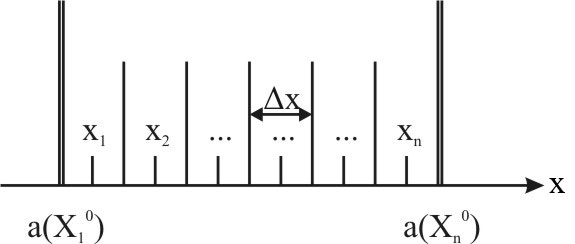 Δx
x₁ x₂ ... ... ... xₙ
x
a(X₁⁰) a(Xₙ⁰)